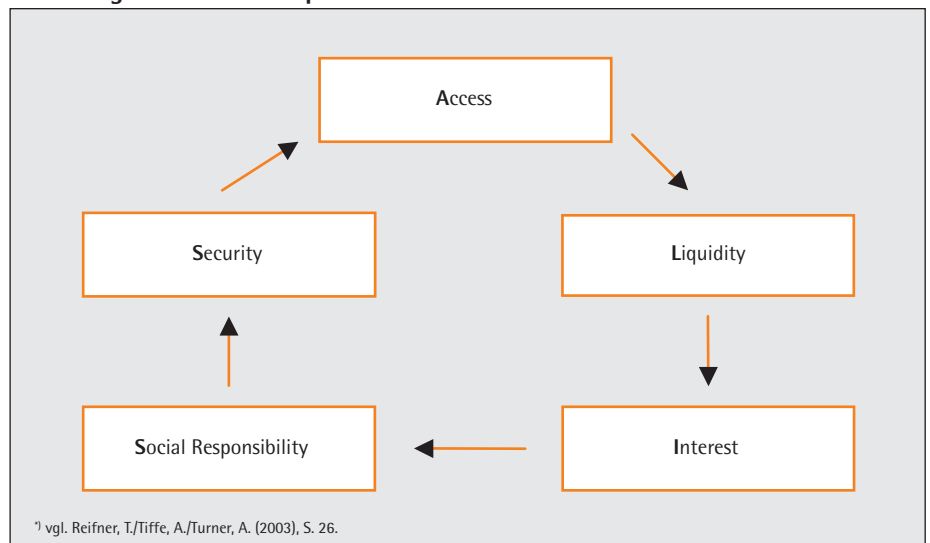 Access
Security
Liquidity
Social Responsibility
Interest
*) vgl. Reifner, T./Tiffe, A./Turner, A. (2003), S. 26.